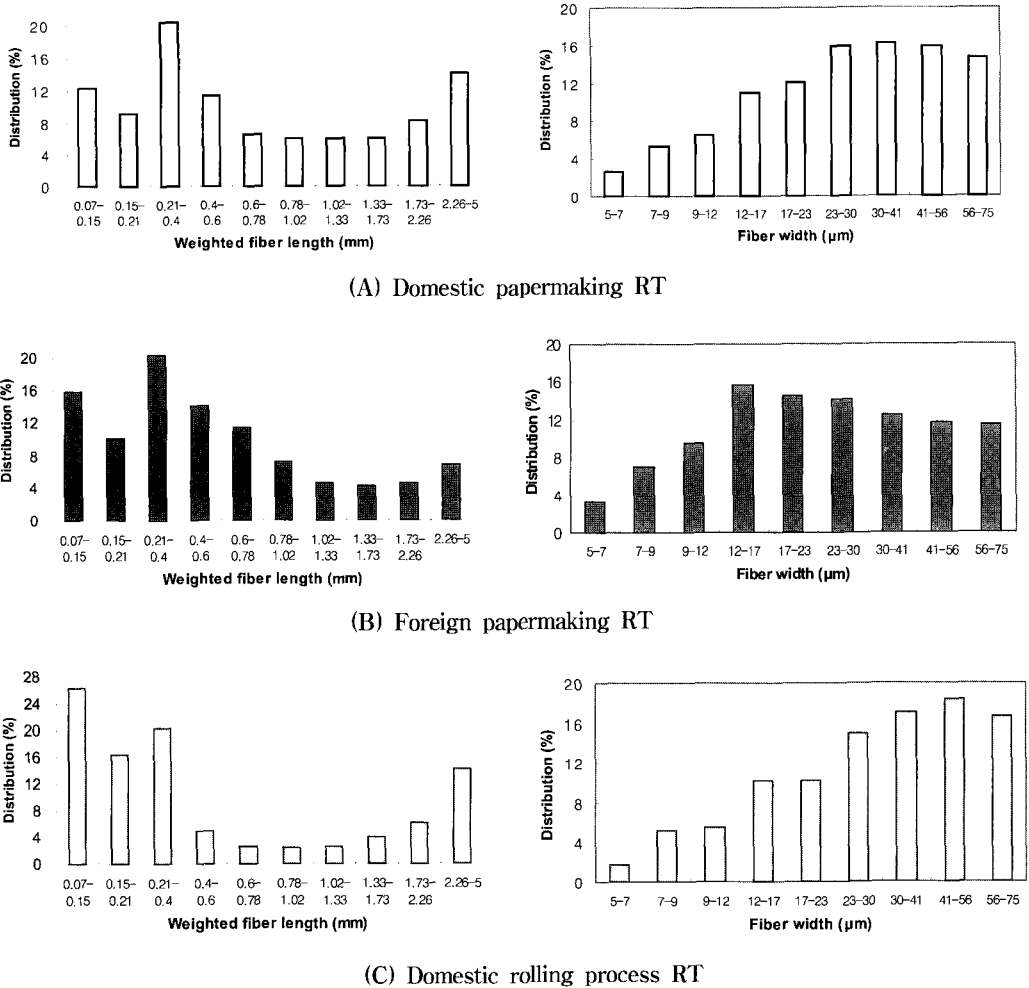 20
16
12
8
4
0
Distribution (%)
0.07– 0.15– 0.21– 0.4– 0.6– 0.78– 1.02– 1.33– 1.73– 2.26–5
0.15 0.21 0.4 0.6 0.78 1.02 1.33 1.73 2.26
Weighted fiber length (mm)
20
16
12
8
4
0
Distribution (%)
5–7 7–9 9–12 12–17 17–23 23–30 30–41 41–56 56–75
Fiber width (μm)
(A) Domestic papermaking RT
20
16
12
8
4
0
Distribution (%)
0.07– 0.15– 0.21– 0.4– 0.6– 0.78– 1.02– 1.33– 1.73– 2.26–5
0.15 0.21 0.4 0.6 0.78 1.02 1.33 1.73 2.26
Weighted fiber length (mm)
20
16
12
8
4
0
Distribution (%)
5–7 7–9 9–12 12–17 17–23 23–30 30–41 41–56 56–75
Fiber width (μm)
(B) Foreign papermaking RT
28
24
20
16
12
8
4
0
Distribution (%)
0.07– 0.15– 0.21– 0.4– 0.6– 0.78– 1.02– 1.33– 1.73– 2.26–5
0.15 0.21 0.4 0.6 0.78 1.02 1.33 1.73 2.26
Weighted fiber length (mm)
20
16
12
8
4
0
Distribution (%)
5–7 7–9 9–12 12–17 17–23 23–30 30–41 41–56 56–75
Fiber width (μm)
(C) Domestic rolling process RT